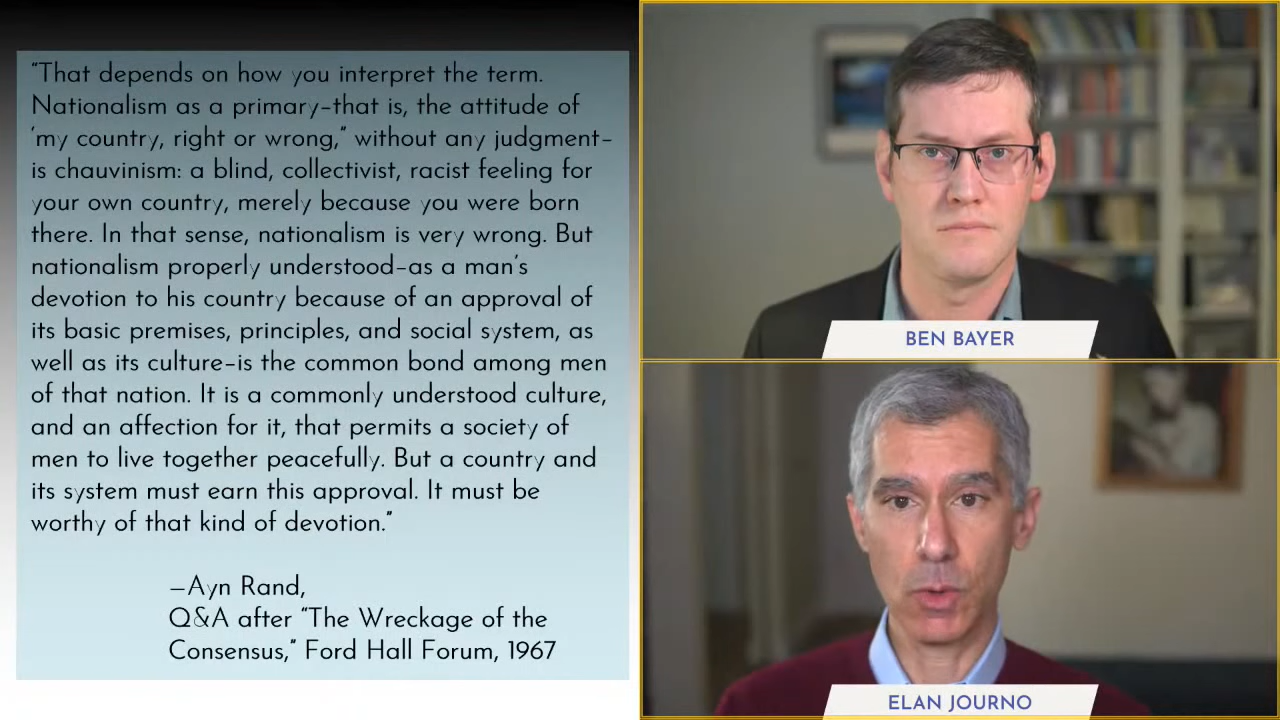 "That depends on how you interpret the term.
Nationalism as a primary–that is, the attitude of
'my country, right or wrong," without any judgment–
is chauvinism: a blind, collectivist, racist feeling for
your own country, merely because you were born
there. In that sense, nationalism is very wrong. But
nationalism properly understood–as a man's
devotion to his country because of an approval of
its basic premises, principles, and social system, as
well as its culture–is the common bond among men
of that nation. It is a commonly understood culture,
and an affection for it, that permits a society of
men to live together peacefully. But a country and
its system must earn this approval. It must be
worthy of that kind of devotion."
—Ayn Rand,
Q&A after "The Wreckage of the
Consensus," Ford Hall Forum, 1967
BEN BAYER
ELAN JOURNO